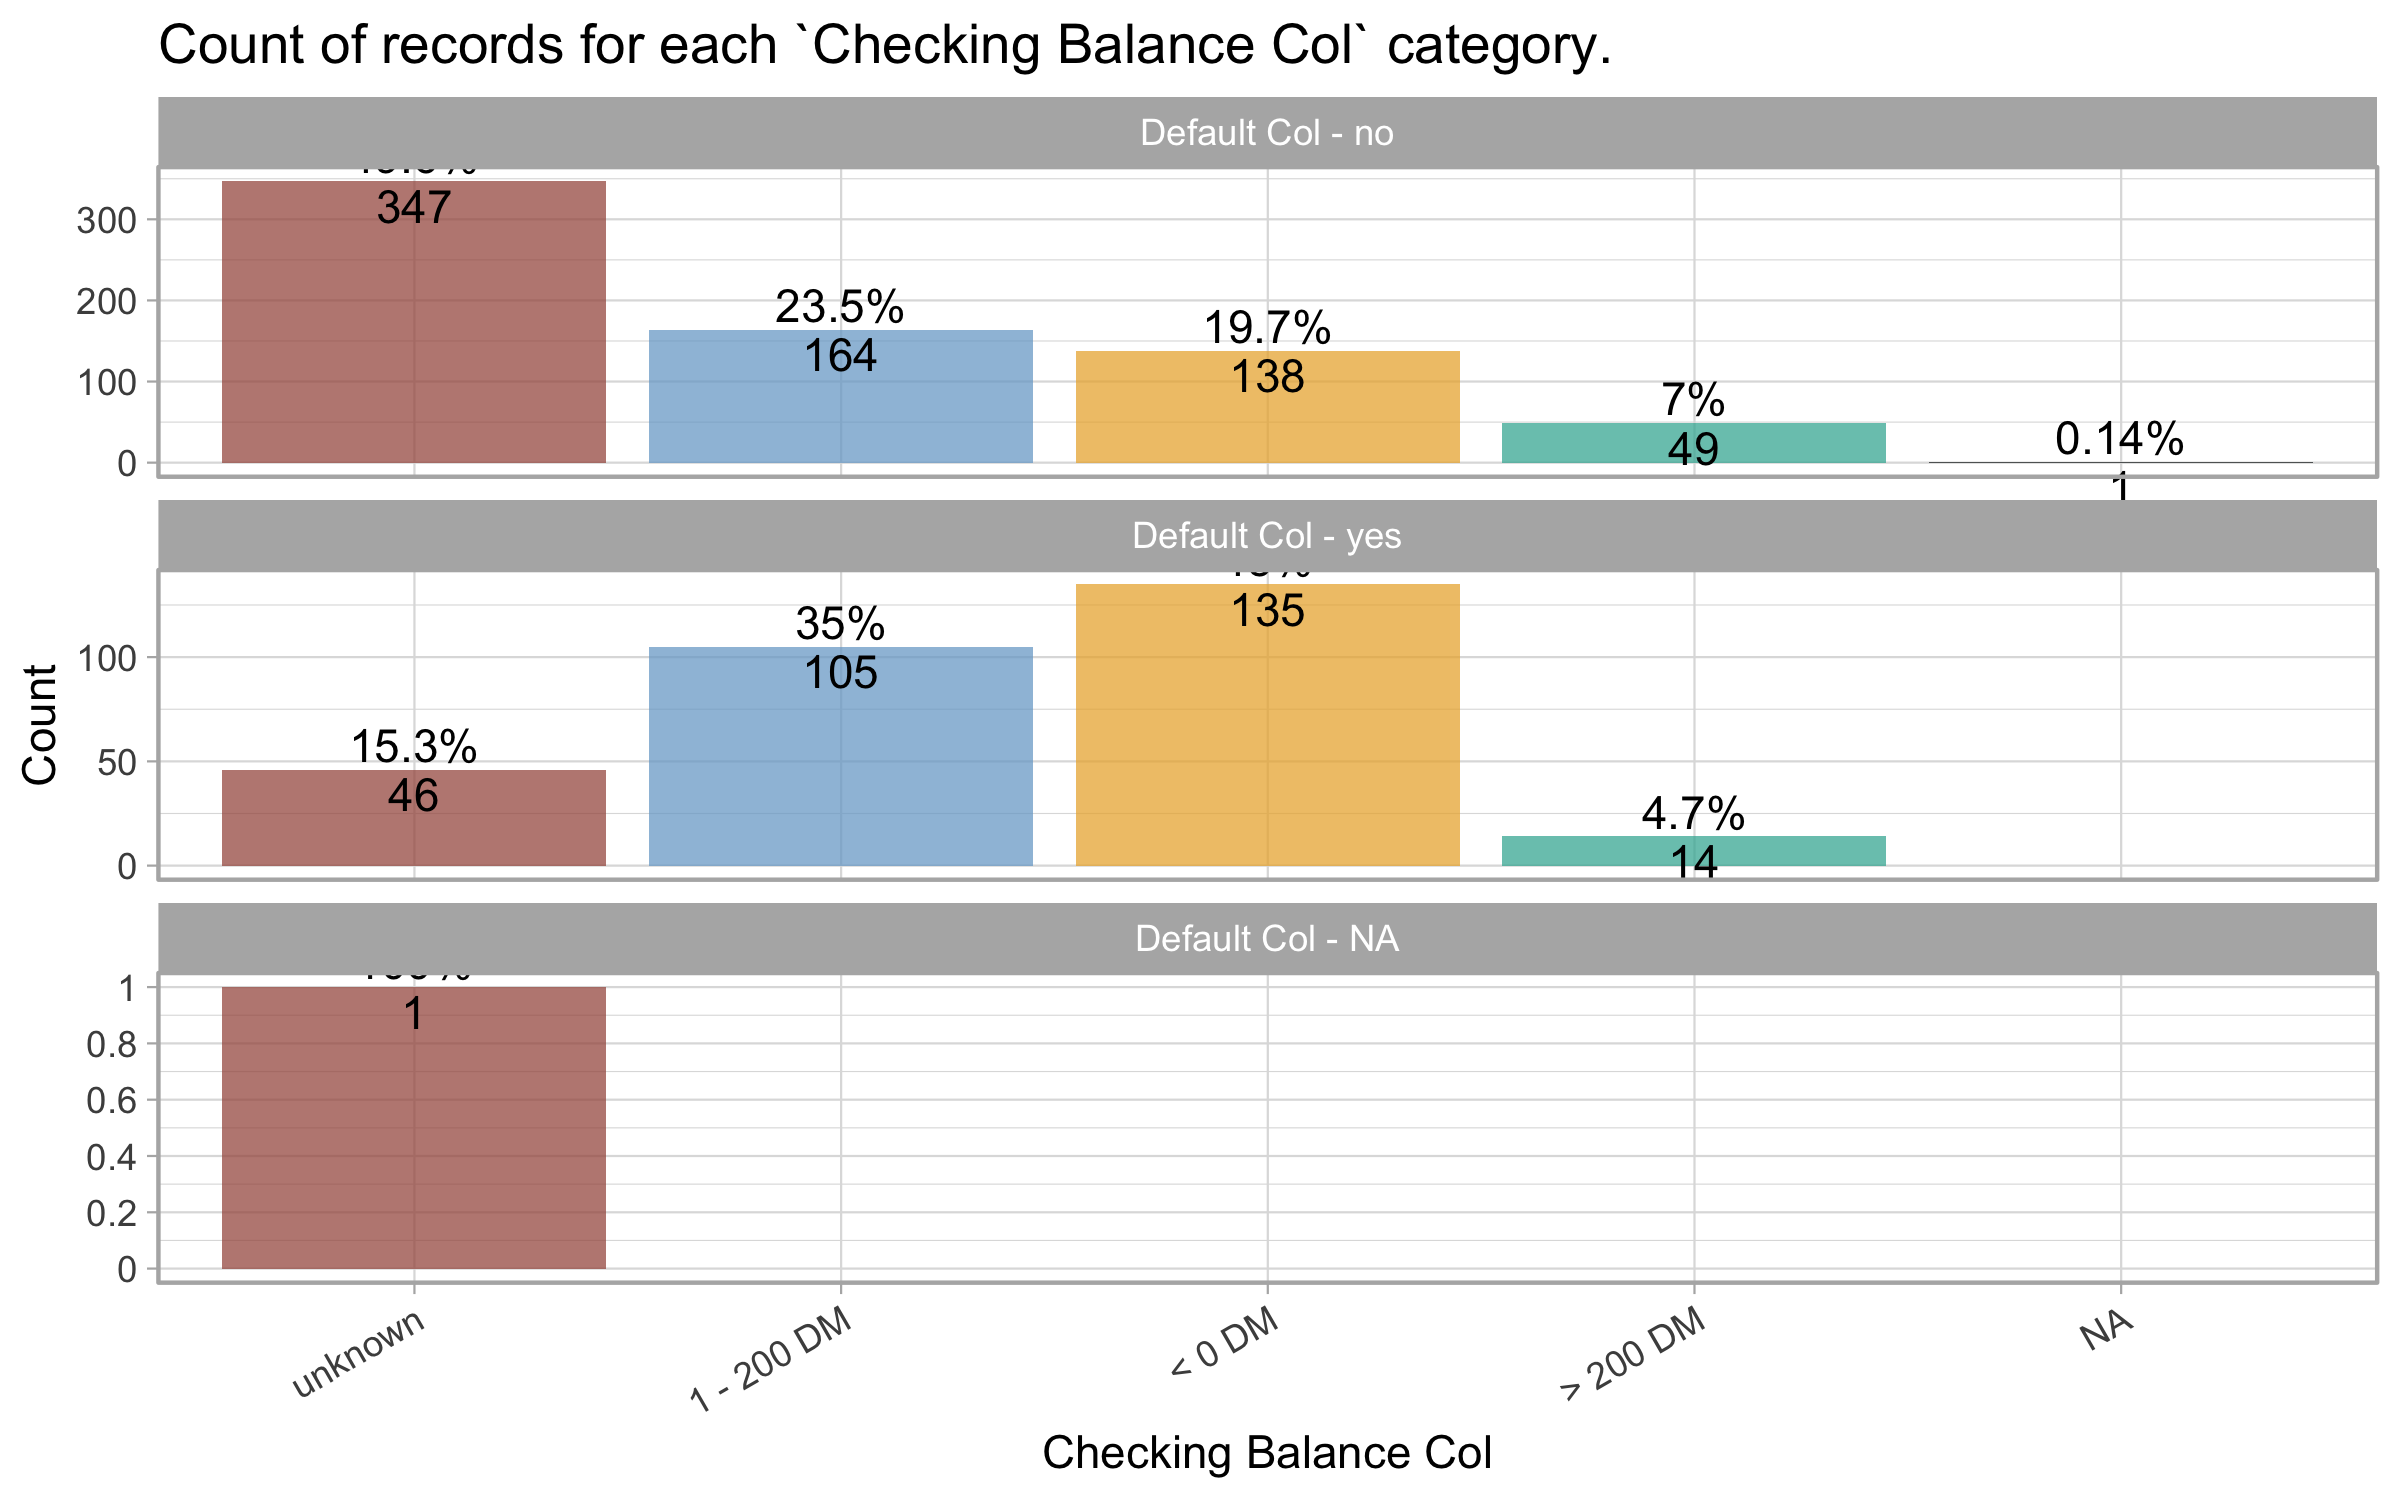 Count of records for each `Checking Balance Col` category.
Default Col - no
347
23.5%
164
19.7%
138
7%
49
0.14%
1
300
200
100
0
Default Col - yes
15.3%
46
35%
105
135
4.7%
14
100
50
0
Count
Default Col - NA
1
1
0.8
0.6
0.4
0.2
0
unknown
1 - 200 DM
< 0 DM
> 200 DM
NA
Checking Balance Col